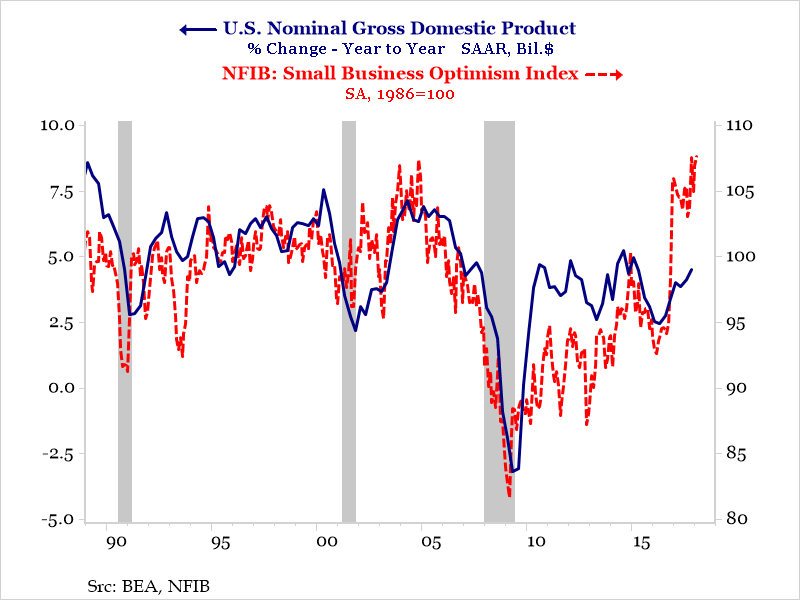 U.S. Nominal Gross Domestic Product
% Change - Year to Year SAAR, Bil.$
NFIB: Small Business Optimism Index
SA, 1986=100
10.0 110
7.5 105
5.0 100
2.5 95
0.0 90
-2.5 85
-5.0 80
90 95 00 05 10 15
Src: BEA, NFIB